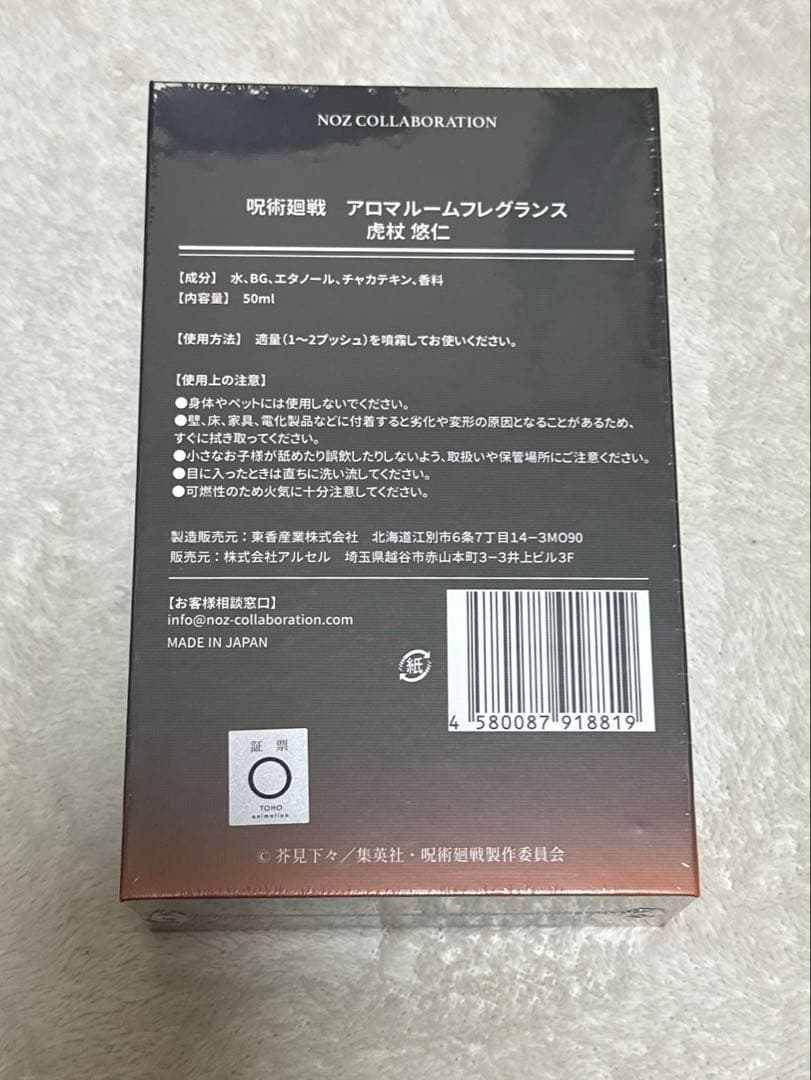 NOZ COLLABORATION
呪術廻戦　アロマルームフレグランス
虎杖 悠仁
【成分】　水、BG、エタノール、チャカテキン、香料
【内容量】　50ml
【使用方法】　適量（1～2プッシュ）を噴霧してお使いください。
【使用上の注意】
●身体やペットには使用しないでください。
●壁、床、家具、電化製品などに付着すると劣化や変形の原因となることがあるため、
すぐに拭き取ってください。
●小さなお子様が舐めたり誤飲したりしないよう、取扱いや保管場所にご注意ください。
●目に入ったときは直ちに洗い流してください。
●可燃性のため火気に十分注意してください。
製造販売元：東香産業株式会社　北海道江別市6条7丁目14−3MO90
販売元：株式会社アルセル　埼玉県越谷市赤山本町3−3井上ビル3F
【お客様相談窓口】
info@noz-collaboration.com
MADE IN JAPAN
紙
4 580087 918819
証 票
TOHO
animation
© 芥見下々／集英社・呪術廻戦製作委員会